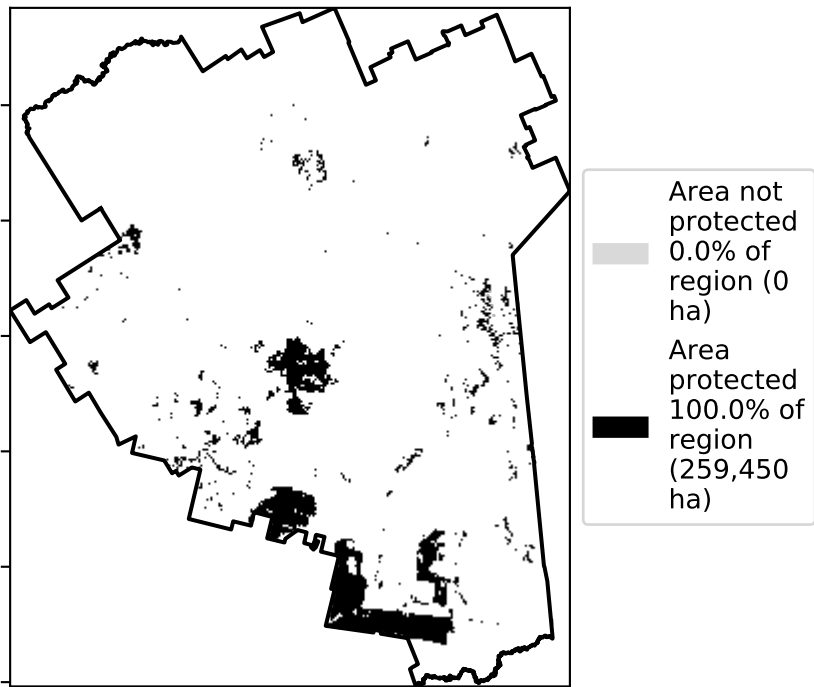 Area not
protected
0.0% of
region (0
ha)
Area
protected
100.0% of
region
(259,450
ha)